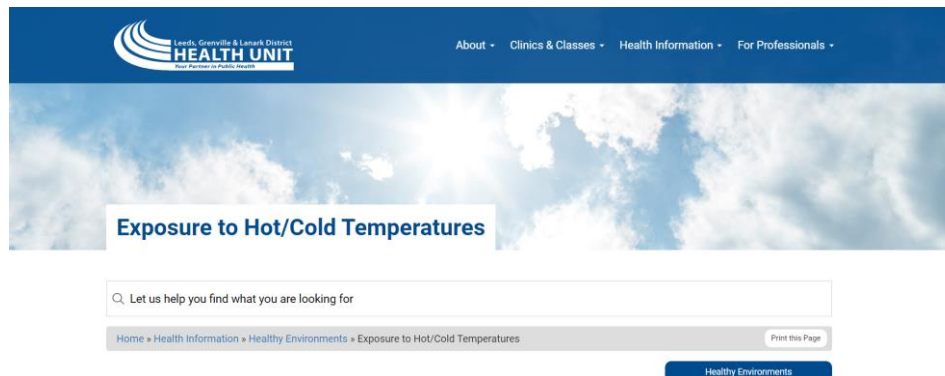 Leeds, Grenville & Lanark District
HEALTH UNIT
Your Partner in Public Health
About Clinics & Classes Health Information For Professionals
Exposure to Hot/Cold Temperatures
Let us help you find what you are looking for
Home » Health Information » Healthy Environments » Exposure to Hot/Cold Temperatures Print this Page
Healthy Environments